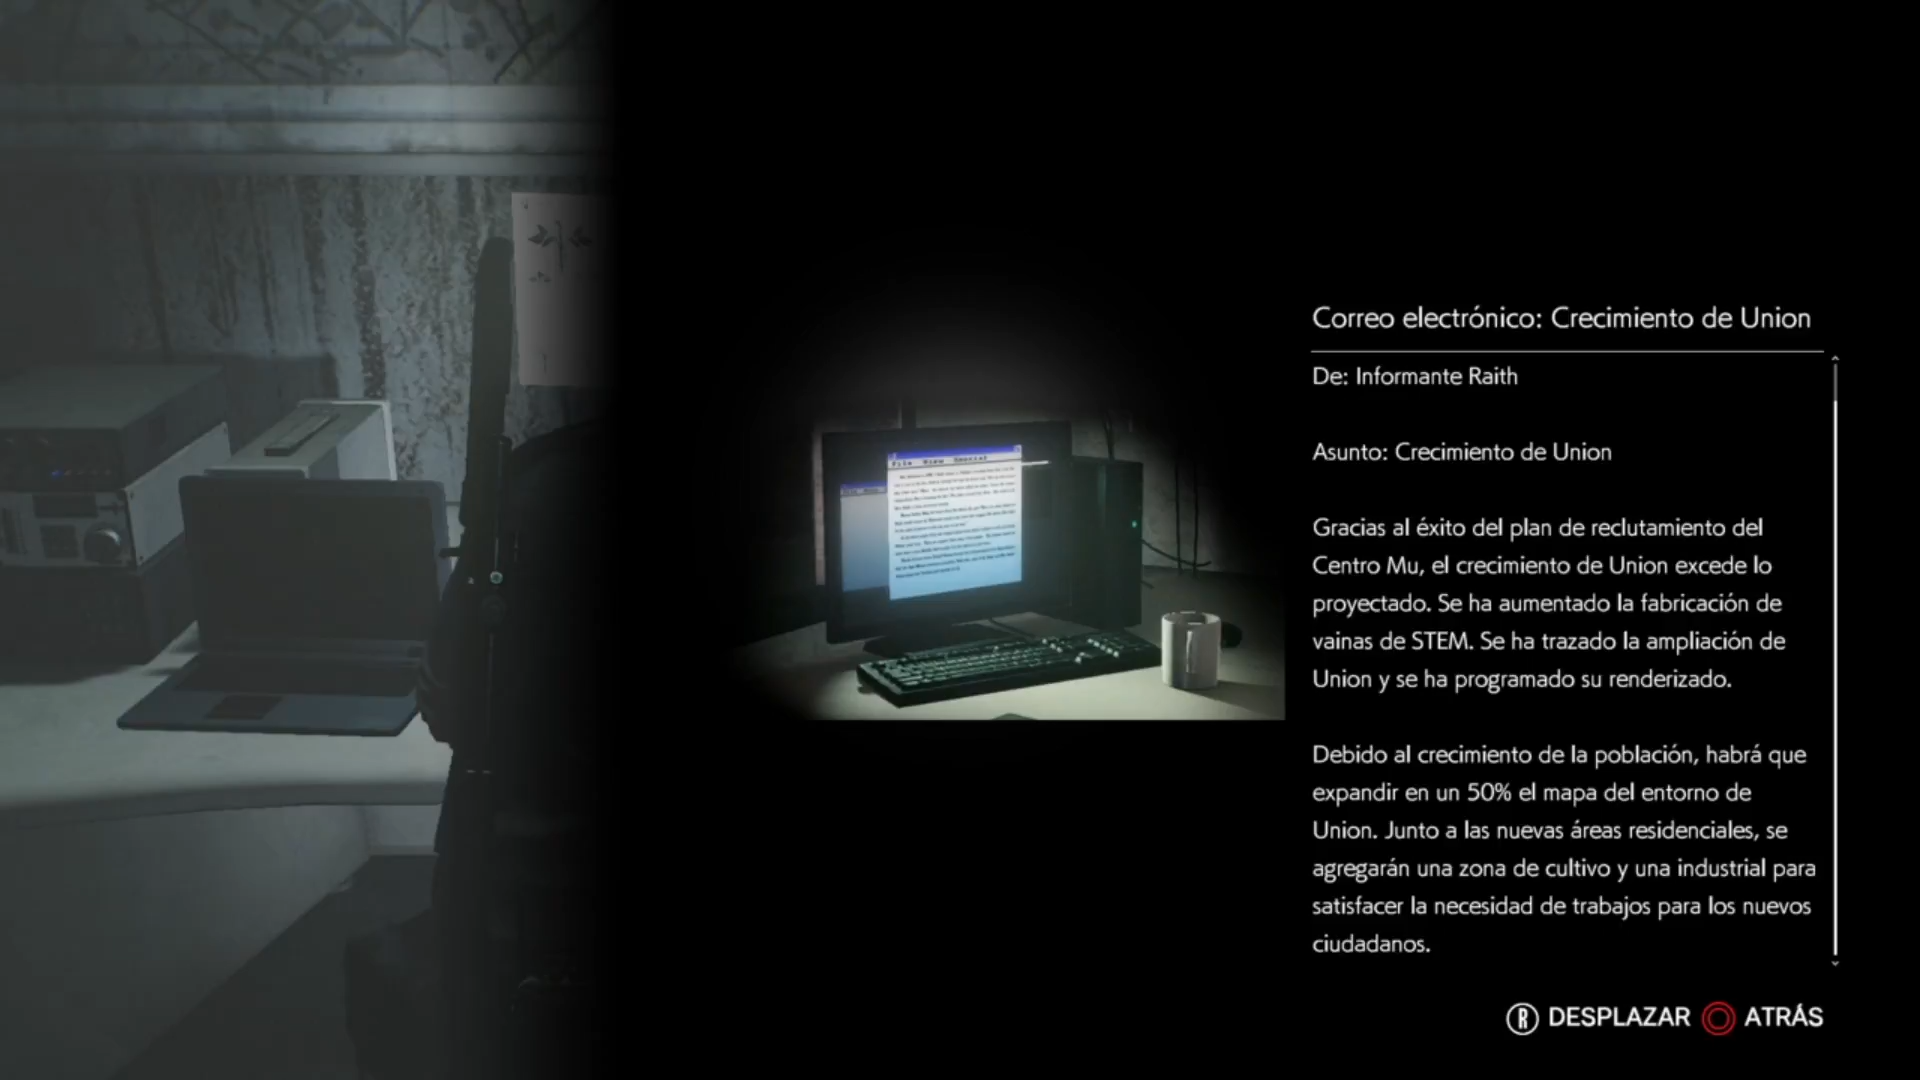 Correo electrónico: Crecimiento de Union
De: Informante Raith
Asunto: Crecimiento de Union
Gracias al éxito del plan de reclutamiento del
Centro Mu, el crecimiento de Union excede lo
proyectado. Se ha aumentado la fabricación de
vainas de STEM. Se ha trazado la ampliación de
Union y se ha programado su renderizado.
Debido al crecimiento de la población, habrá que
expandir en un 50% el mapa del entorno de
Union. Junto a las nuevas áreas residenciales, se
agregarán una zona de cultivo y una industrial para
satisfacer la necesidad de trabajos para los nuevos
ciudadanos.
R DESPLAZAR ATRÁS
File View Special